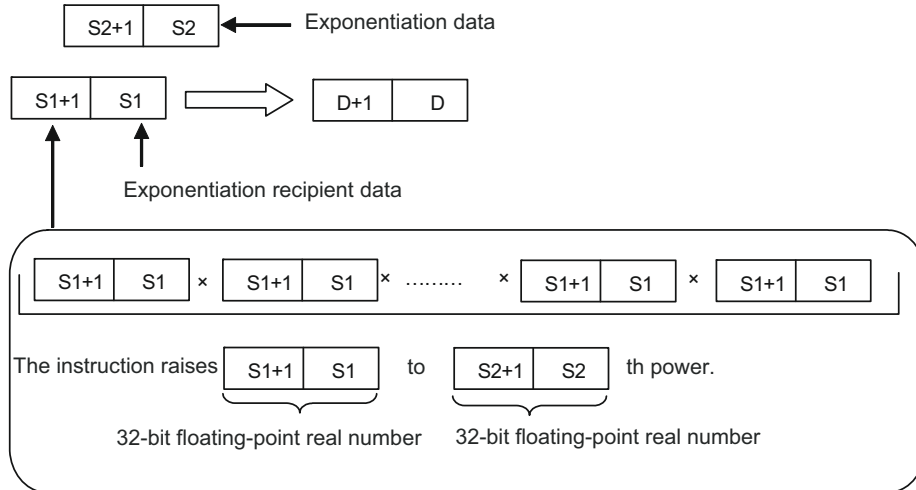 S2+1 S2 Exponentiation data
S1+1 S1 D+1 D
Exponentiation recipient data
S1+1 S1 × S1+1 S1 × ……… × S1+1 S1 × S1+1 S1
The instruction raises S1+1 S1 to S2+1 S2 th power.
32-bit floating-point real number 32-bit floating-point real number